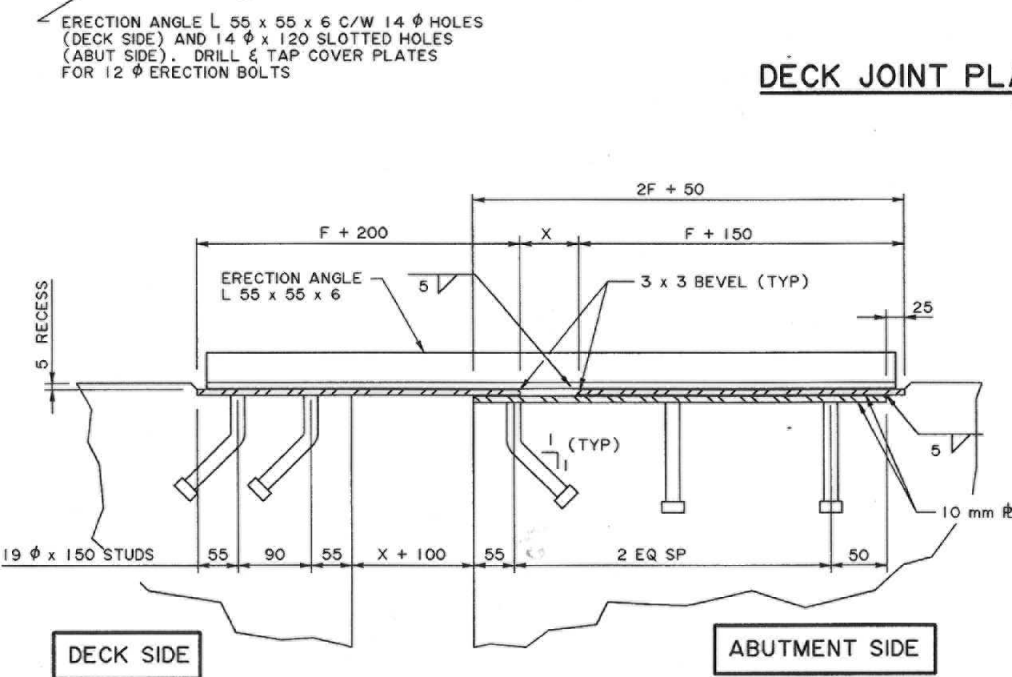 ERECTION ANGLE L 55 x 55 x 6 C/W 14 ϕ HOLES
(DECK SIDE) AND 14 ϕ x 120 SLOTTED HOLES
(ABUT SIDE). DRILL & TAP COVER PLATES
FOR 12 ϕ ERECTION BOLTS
DECK JOINT PLA
2F + 50
F + 200
X
F + 150
ERECTION ANGLE
L 55 x 55 x 6
5
3 x 3 BEVEL (TYP)
25
5 RECESS
1
1
(TYP)
5
10 mm ℄
19 ϕ x 150 STUDS
55
90
55
X + 100
55
2 EQ SP
50
DECK SIDE
ABUTMENT SIDE